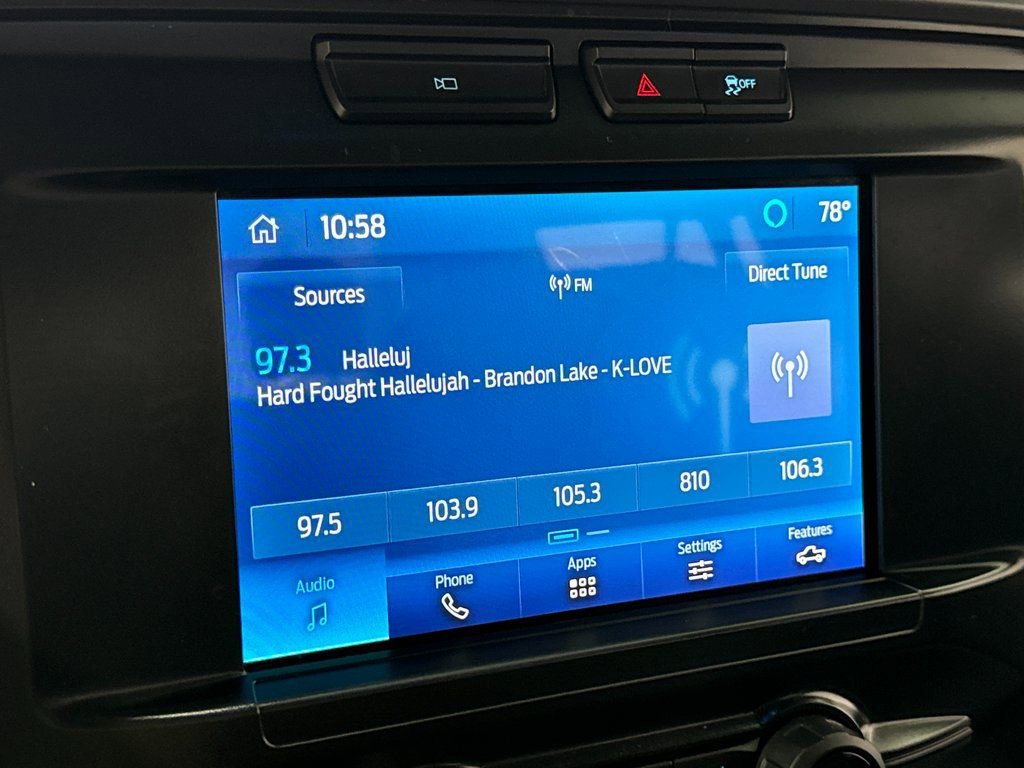 OFF
10:58
78°
Sources
FM
Direct Tune
97.3 Halleluj
Hard Fought Hallelujah - Brandon Lake - K-LOVE
97.5 103.9 105.3 810 106.3
Audio Phone Apps Settings Features